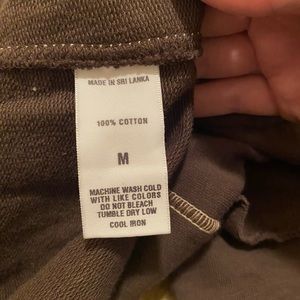 MADE IN SRI LANKA
100% COTTON
M
MACHINE WASH COLD
WITH LIKE COLORS
DO NOT BLEACH
TUMBLE DRY LOW
COOL IRON